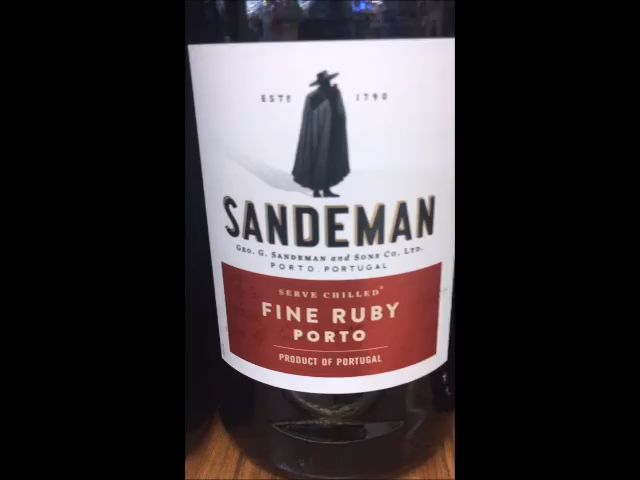 ESTD 1790
SANDEMAN
GEO. G. SANDEMAN and SONS CO. LTD.
PORTO. PORTUGAL
SERVE CHILLED*
FINE RUBY
PORTO
PRODUCT OF PORTUGAL